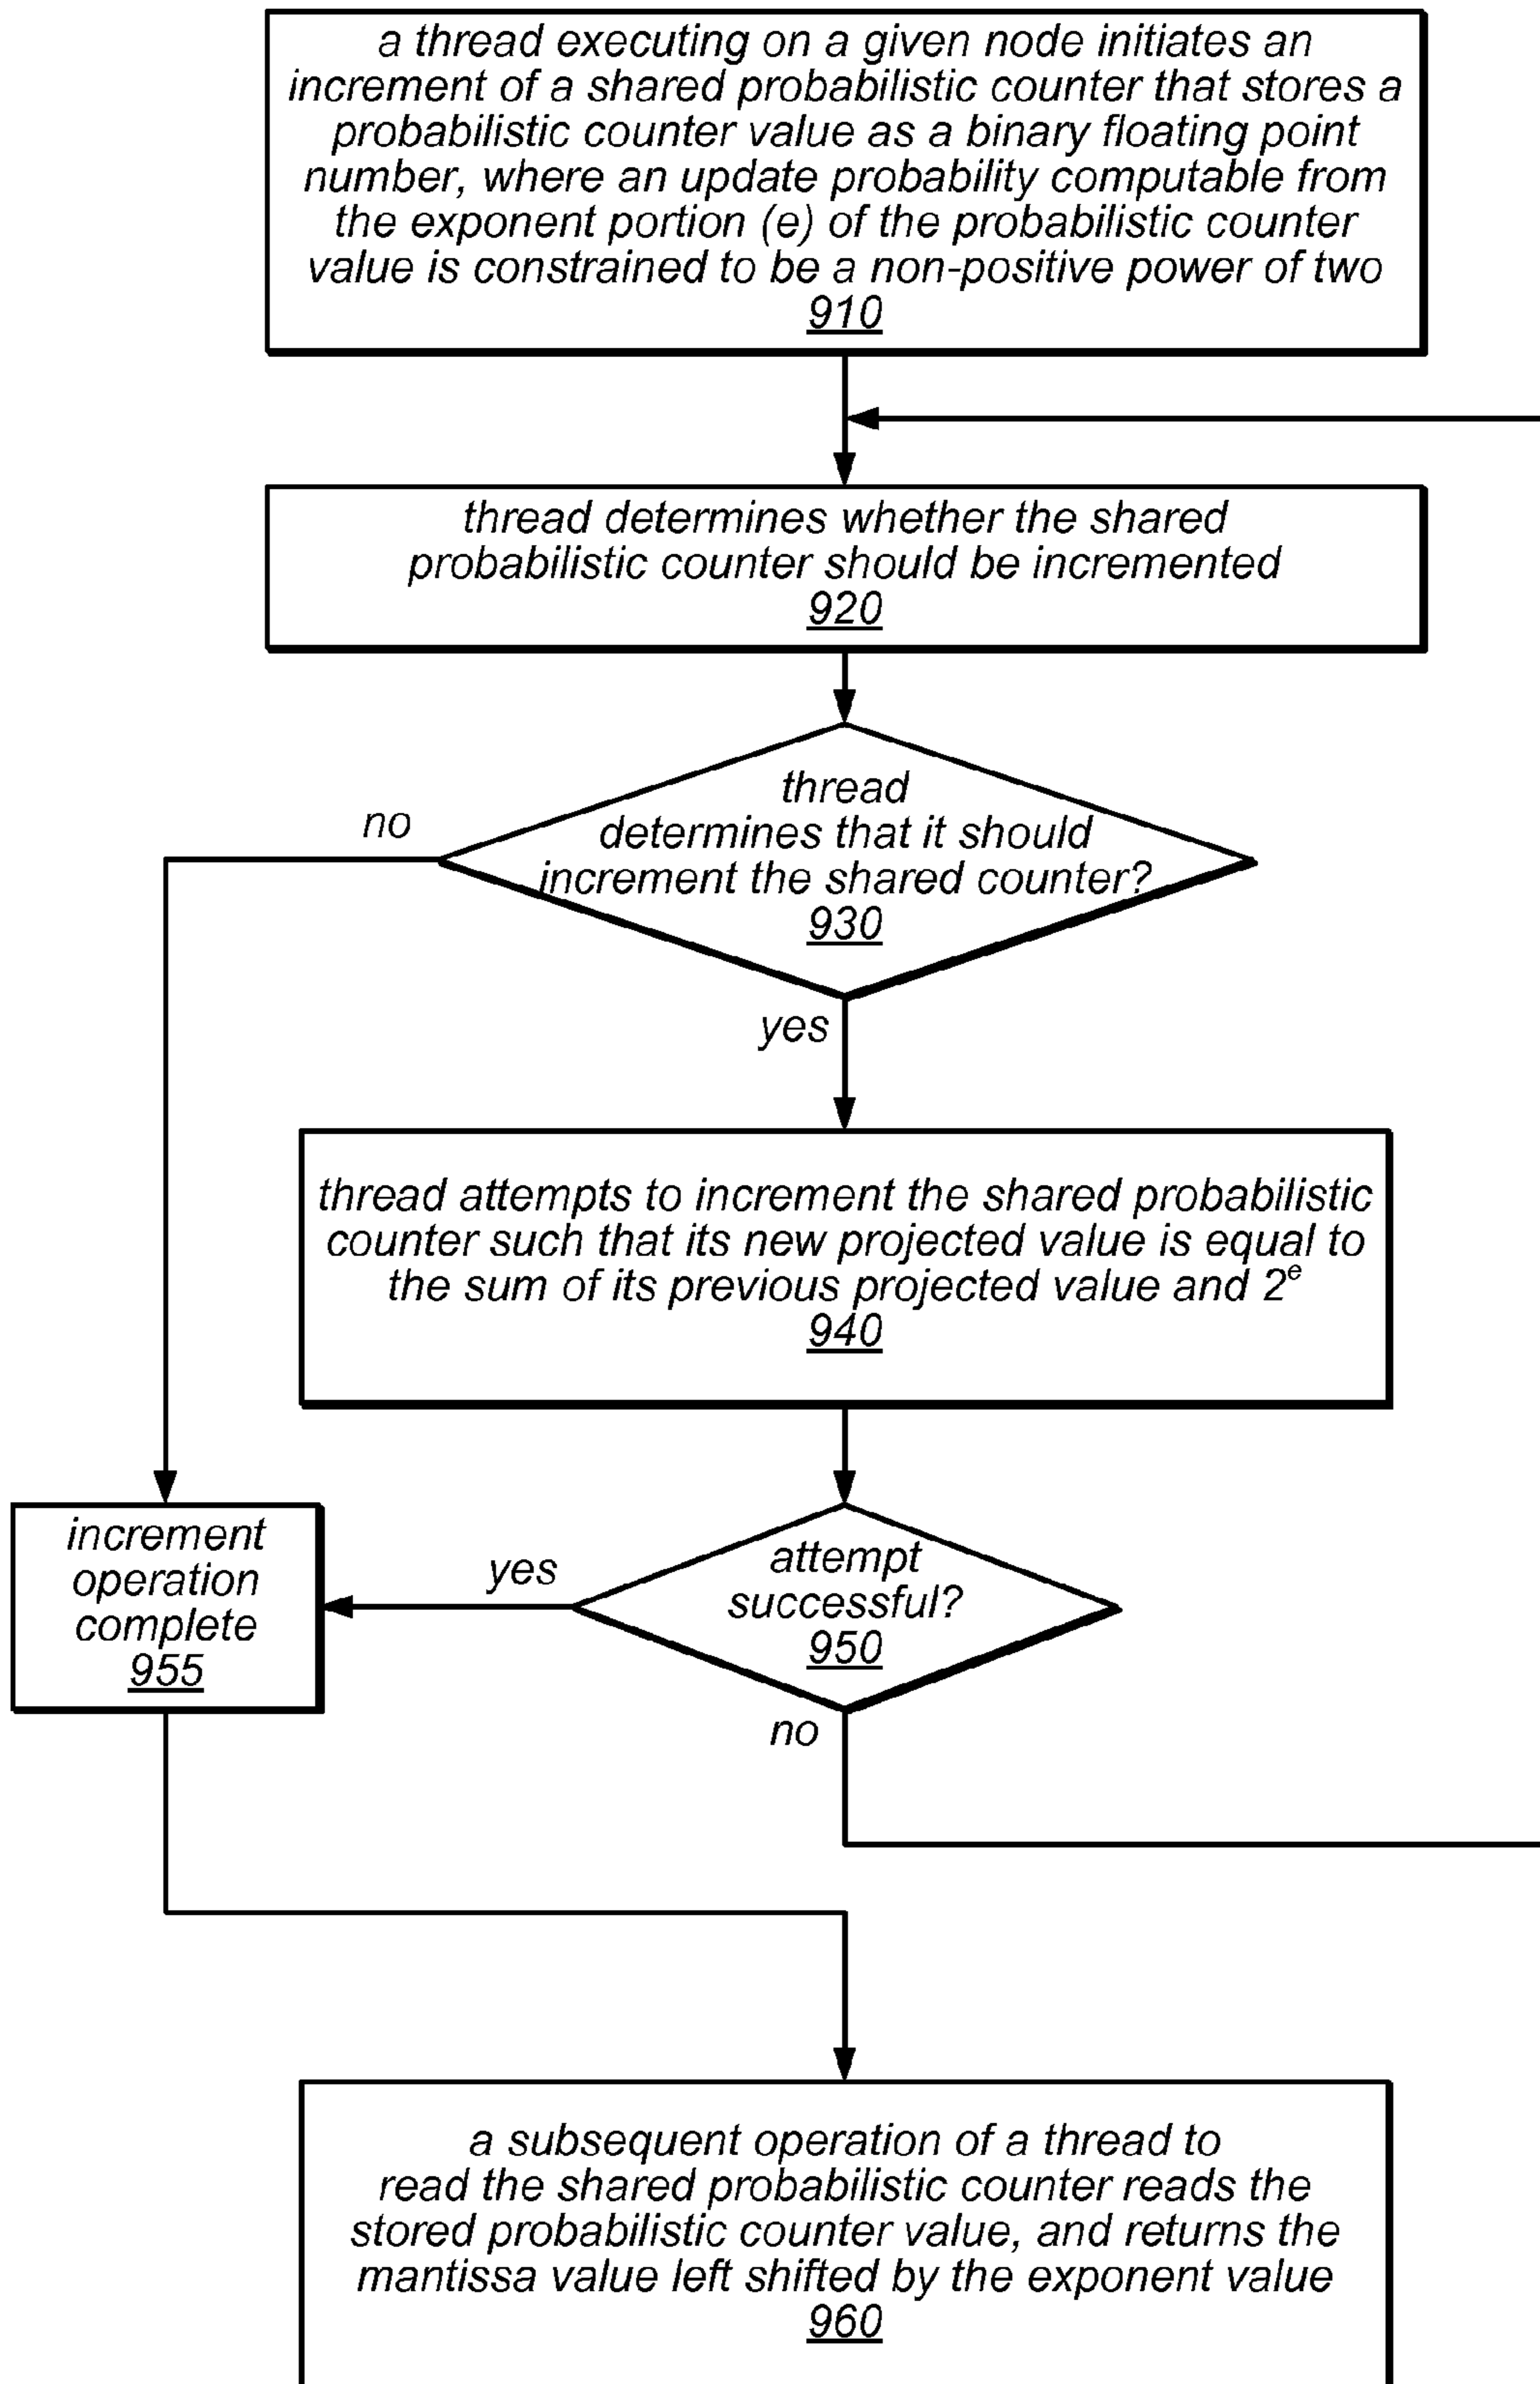 a thread executing on a given node initiates an
increment of a shared probabilistic counter that stores a
probabilistic counter value as a binary floating point
number, where an update probability computable from
the exponent portion (e) of the probabilistic counter
value is constrained to be a non-positive power of two
910
thread determines whether the shared
probabilistic counter should be incremented
920
thread
determines that it should
increment the shared counter?
930
no
yes
thread attempts to increment the shared probabilistic
counter such that its new projected value is equal to
the sum of its previous projected value and 2ᵉ
940
attempt
successful?
950
yes
no
increment
operation
complete
955
a subsequent operation of a thread to
read the shared probabilistic counter reads the
stored probabilistic counter value, and returns the
mantissa value left shifted by the exponent value
960